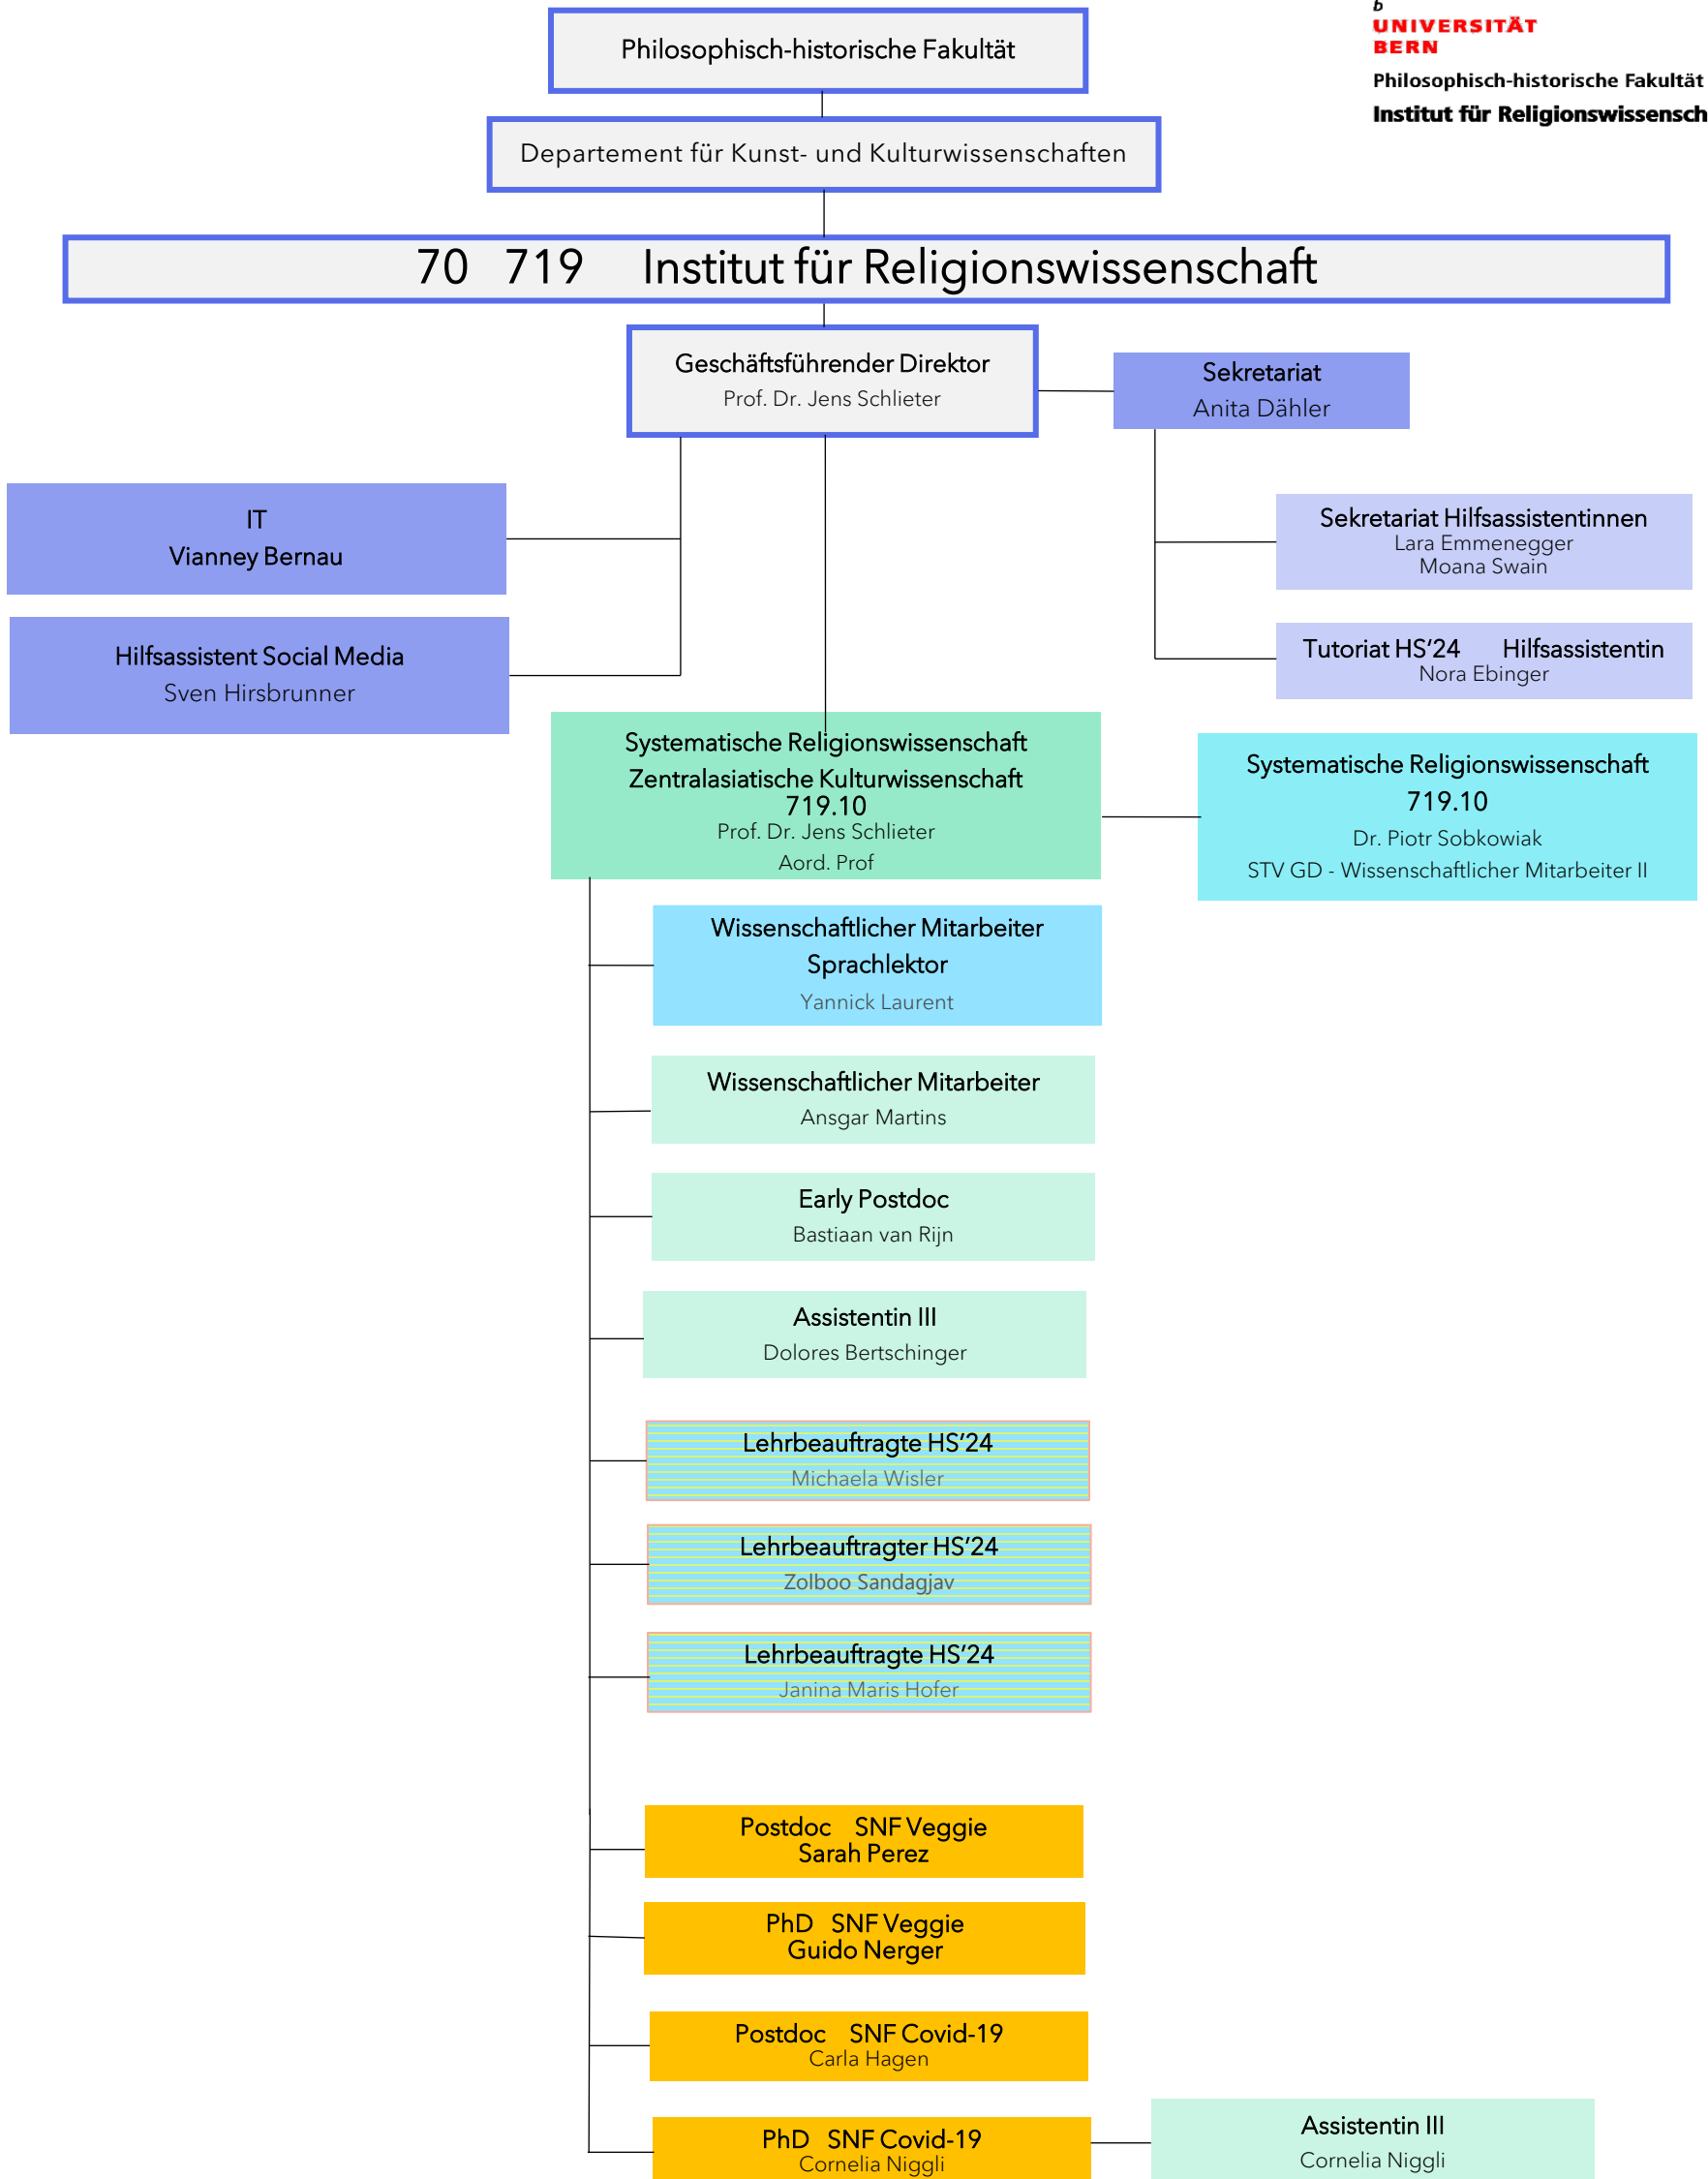 b
UNIVERSITÄT
BERN
Philosophisch-historische Fakultät
Institut für Religionswissensch
Philosophisch-historische Fakultät
Departement für Kunst- und Kulturwissenschaften
70 719 Institut für Religionswissenschaft
Geschäftsführender Direktor
Prof. Dr. Jens Schlieter
Sekretariat
Anita Dähler
IT
Vianney Bernau
Sekretariat Hilfsassistentinnen
Lara Emmenegger
Moana Swain
Hilfsassistent Social Media
Sven Hirsbrunner
Tutoriat HS‘24 Hilfsassistentin
Nora Ebinger
Systematische Religionswissenschaft
Zentralasiatische Kulturwissenschaft
719.10
Prof. Dr. Jens Schlieter
Aord. Prof
Systematische Religionswissenschaft
719.10
Dr. Piotr Sobkowiak
STV GD - Wissenschaftlicher Mitarbeiter II
Wissenschaftlicher Mitarbeiter
Sprachlektor
Yannick Laurent
Wissenschaftlicher Mitarbeiter
Ansgar Martins
Early Postdoc
Bastiaan van Rijn
Assistentin III
Dolores Bertschinger
Lehrbeauftragte HS’24
Michaela Wisler
Lehrbeauftragter HS’24
Zolboo Sandagjav
Lehrbeauftragte HS’24
Janina Maris Hofer
Postdoc SNF Veggie
Sarah Perez
PhD SNF Veggie
Guido Nerger
Postdoc SNF Covid-19
Carla Hagen
PhD SNF Covid-19
Cornelia Niggli
Assistentin III
Cornelia Niggli